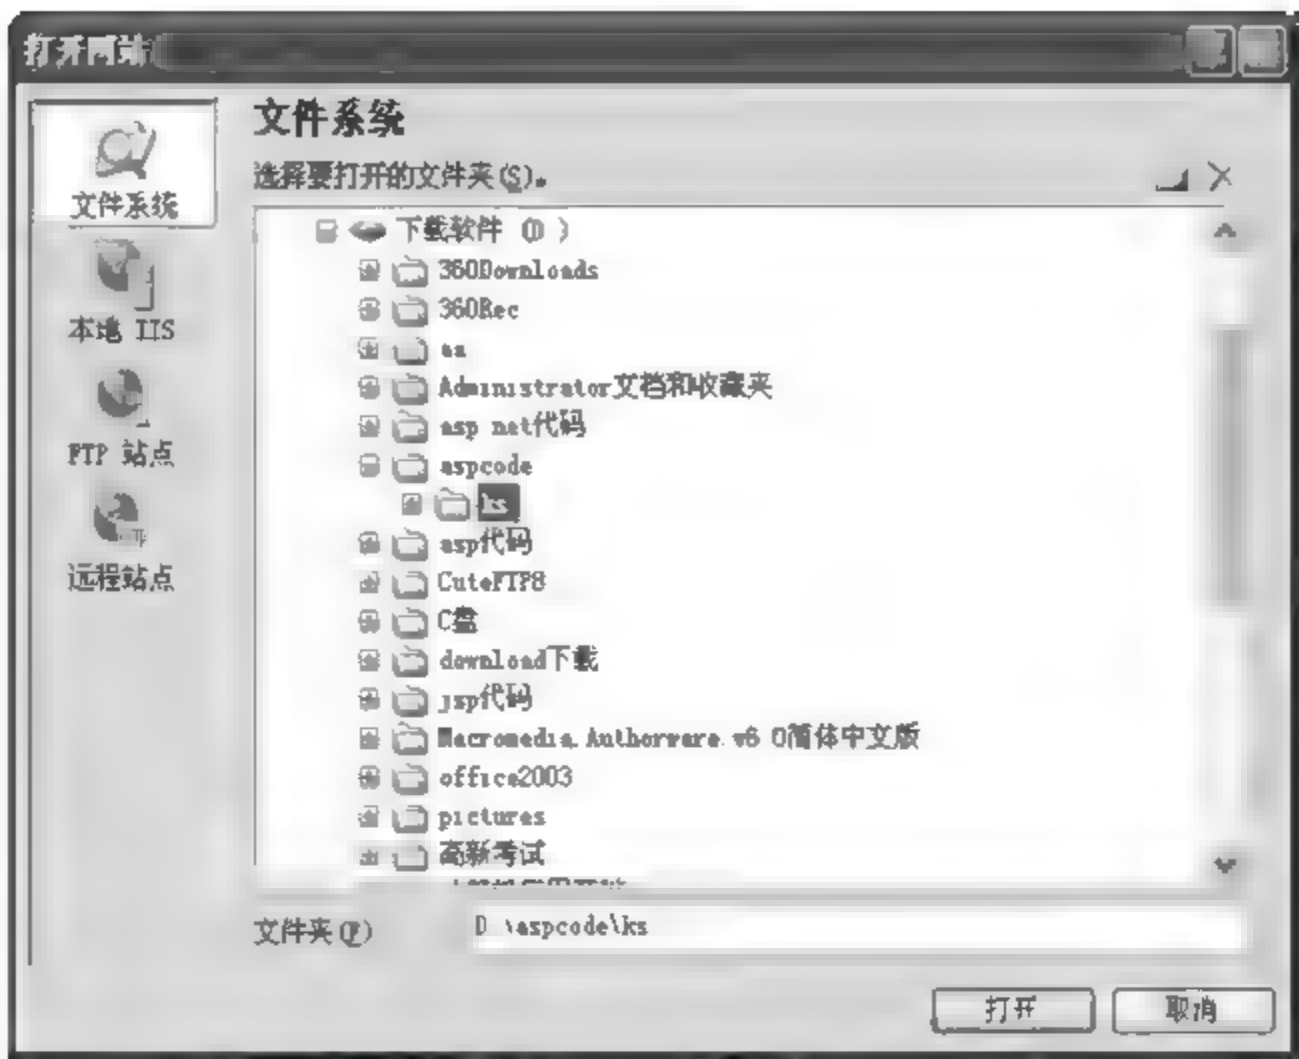 打开网站
文件系统
选择要打开的文件夹(S)。
文件系统
本地 IIS
FTP 站点
远程站点
下载软件 (D )
360Downloads
360Rec
aa
Administrator文档和收藏夹
asp net代码
aspcode
ks
asp代码
CuteFTP8
C盘
download下载
jsp代码
Macromedia.Authorware.v6 0简体中文版
office2003
pictures
高新考试
文件夹(F)
D \aspcode\ks
打开
取消